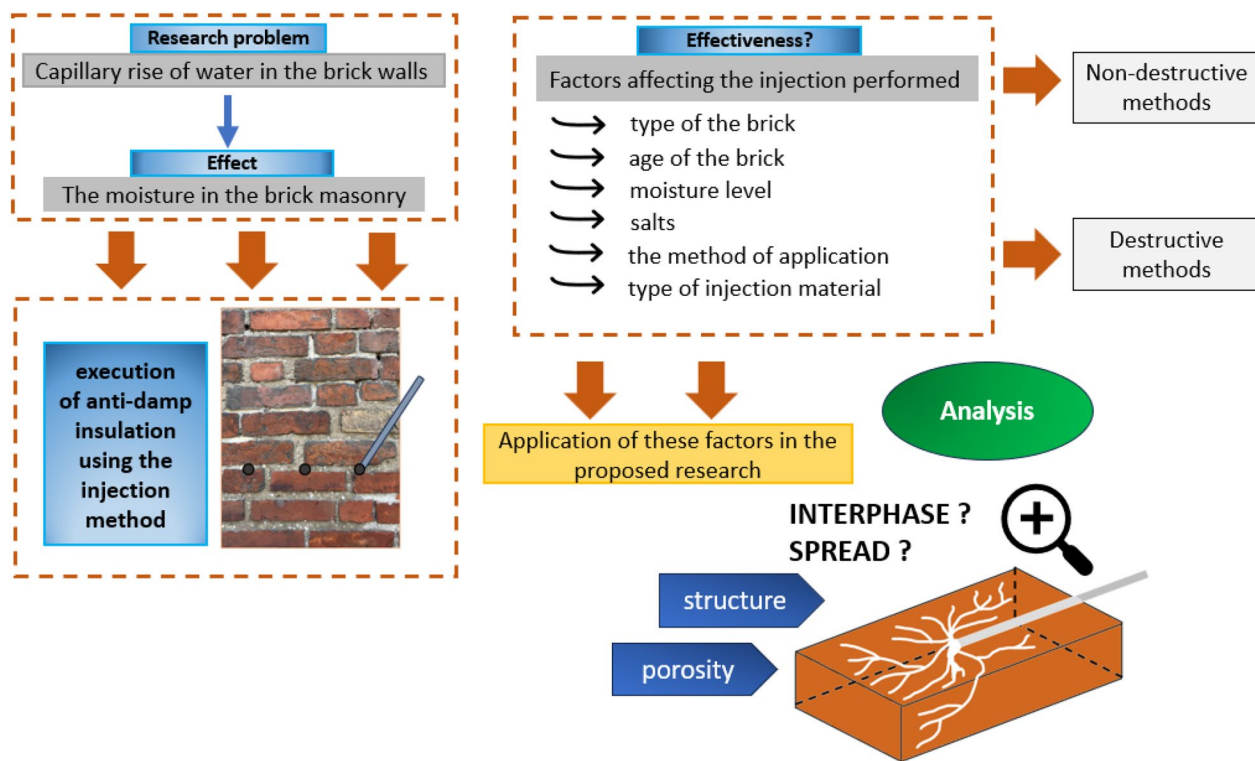 Research problem
Capillary rise of water in the brick walls
Effect
The moisture in the brick masonry
execution
of anti-damp
insulation
using the
injection
method
Effectiveness?
Factors affecting the injection performed
type of the brick
age of the brick
moisture level
salts
the method of application
type of injection material
Non-destructive
methods
Destructive
methods
Application of these factors in the
proposed research
Analysis
INTERPHASE ?
SPREAD ?
structure
porosity